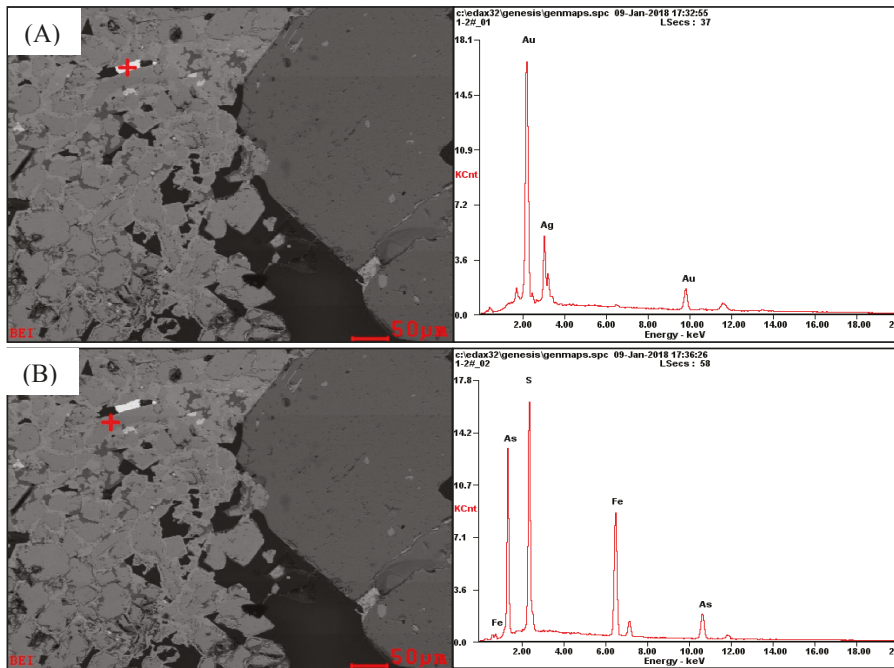 (A)
BEI
50μm
c:\edax32\genesis\genmaps.spc 09-Jan-2018 17:32:55
1-2#_01 LSecs : 37
18.1
14.5
10.9
KCnt
7.2
3.6
0.0
Au
Ag
Au
2.00 4.00 6.00 8.00 10.00 12.00 14.00 16.00 18.00
Energy - keV
(B)
BEI
50μm
c:\edax32\genesis\genmaps.spc 09-Jan-2018 17:36:26
1-2#_02 LSecs : 58
17.8
14.2
10.7
KCnt
7.1
3.6
0.0
S
As
Fe
As
Fe
2.00 4.00 6.00 8.00 10.00 12.00 14.00 16.00 18.00
Energy - keV